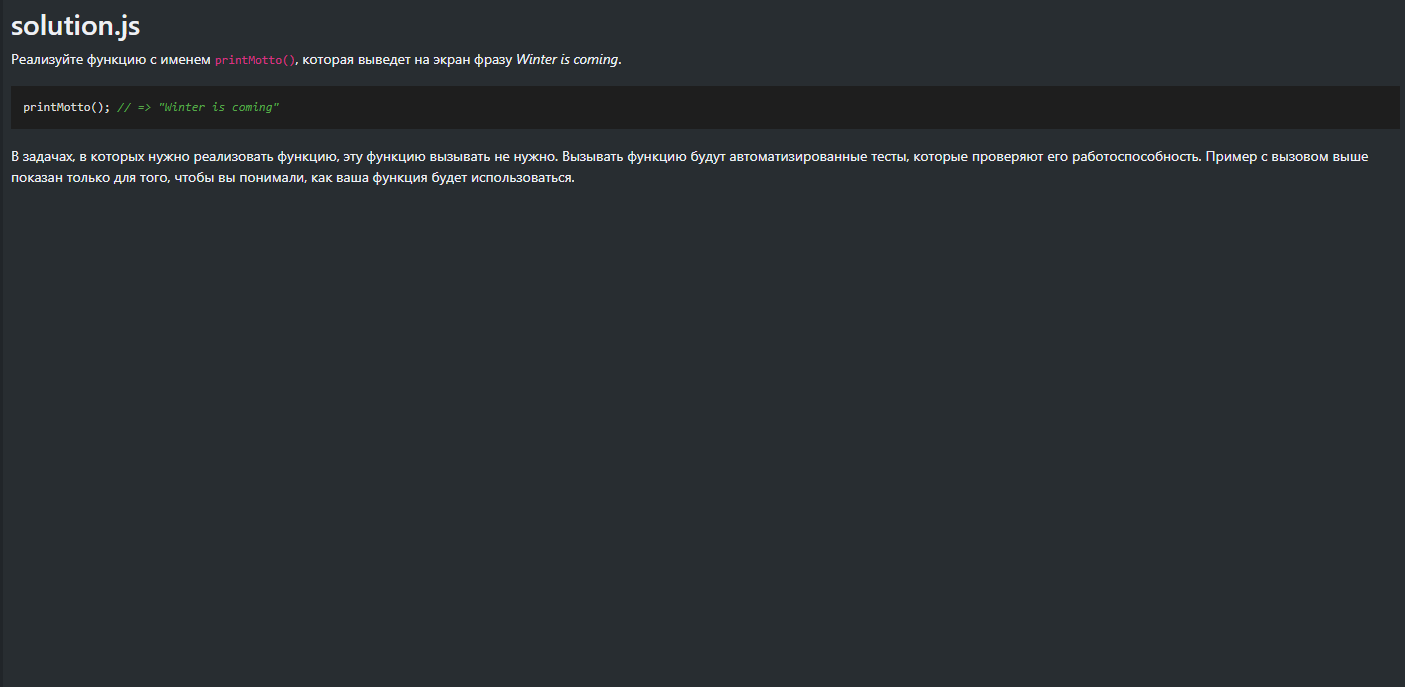 solution.js
Реализуйте функцию с именем printMotto(), которая выведет на экран фразу Winter is coming.
printMotto(); // => "Winter is coming"
В задачах, в которых нужно реализовать функцию, эту функцию вызывать не нужно. Вызывать функцию будут автоматизированные тесты, которые проверяют его работоспособность. Пример с вызовом выше
показан только для того, чтобы вы понимали, как ваша функция будет использоваться.